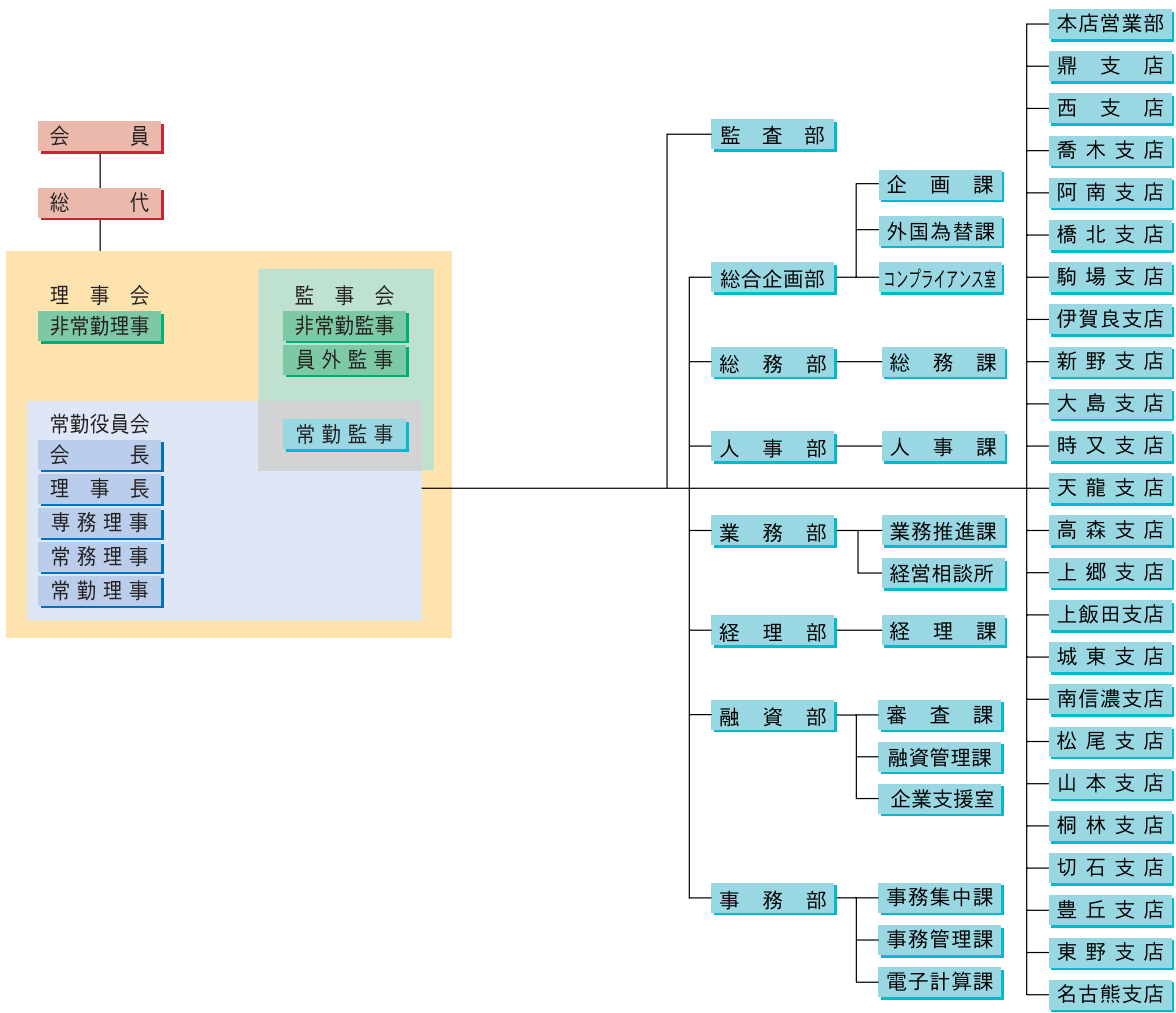 会員
総代
理事会
非常勤理事
監事会
非常勤監事
員外監事
常勤監事
常勤役員会
会長
理事長
専務理事
常務理事
常勤理事
監査部
総合企画部
企画課
外国為替課
コンプライアンス室
総務部
総務課
人事部
人事課
業務部
業務推進課
経営相談所
経理部
経理課
融資部
審査課
融資管理課
企業支援室
事務部
事務集中課
事務管理課
電子計算課
本店営業部
鼎支店
西支店
喬木支店
阿南支店
橋北支店
駒場支店
伊賀良支店
新野支店
大島支店
時又支店
天龍支店
高森支店
上郷支店
上飯田支店
城東支店
南信濃支店
松尾支店
山本支店
桐林支店
切石支店
豊丘支店
東野支店
名古熊支店